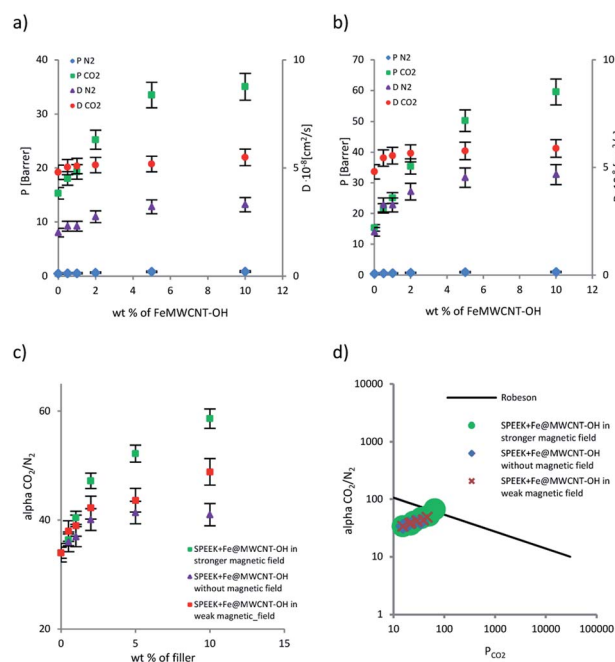 a)
P N2
P CO2
D N2
D CO2
40
30
20
10
0
P [Barrer]
10
5
0
D ·10⁻⁸[cm²/s]
0 2 4 6 8 10 12
wt % of FeMWCNT-OH
b)
P N2
P CO2
D N2
D CO2
80
70
60
50
40
30
20
10
0
P [Barrer]
10
5
0
0 2 4 6 8 10 12
wt % of FeMWCNT-OH
c)
alpha CO₂/N₂
60
40
20
SPEEK+Fe@MWCNT-OH in
stronger magnetic field
SPEEK+Fe@MWCNT-OH
without magnetic field
SPEEK+Fe@MWCNT-OH in
weak magnetic_field
0 5 10 15
wt % of filler
d)
alpha CO₂/N₂
10000
1000
100
10
1
Robeson
SPEEK+Fe@MWCNT-OH in
stronger magnetic field
SPEEK+Fe@MWCNT-OH
without magnetic field
SPEEK+Fe@MWCNT-OH in
weak magnetic field
10 100 1000 10000 100000
P CO2